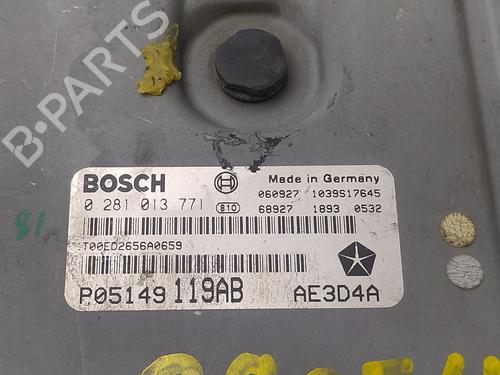 B-PARTS
BOSCH
Made in Germany
0 281 013 771
810
060927 1039S17645
68927 1893 0532
T00ED2656A0659
P05149 119AB
AE3D4A
81